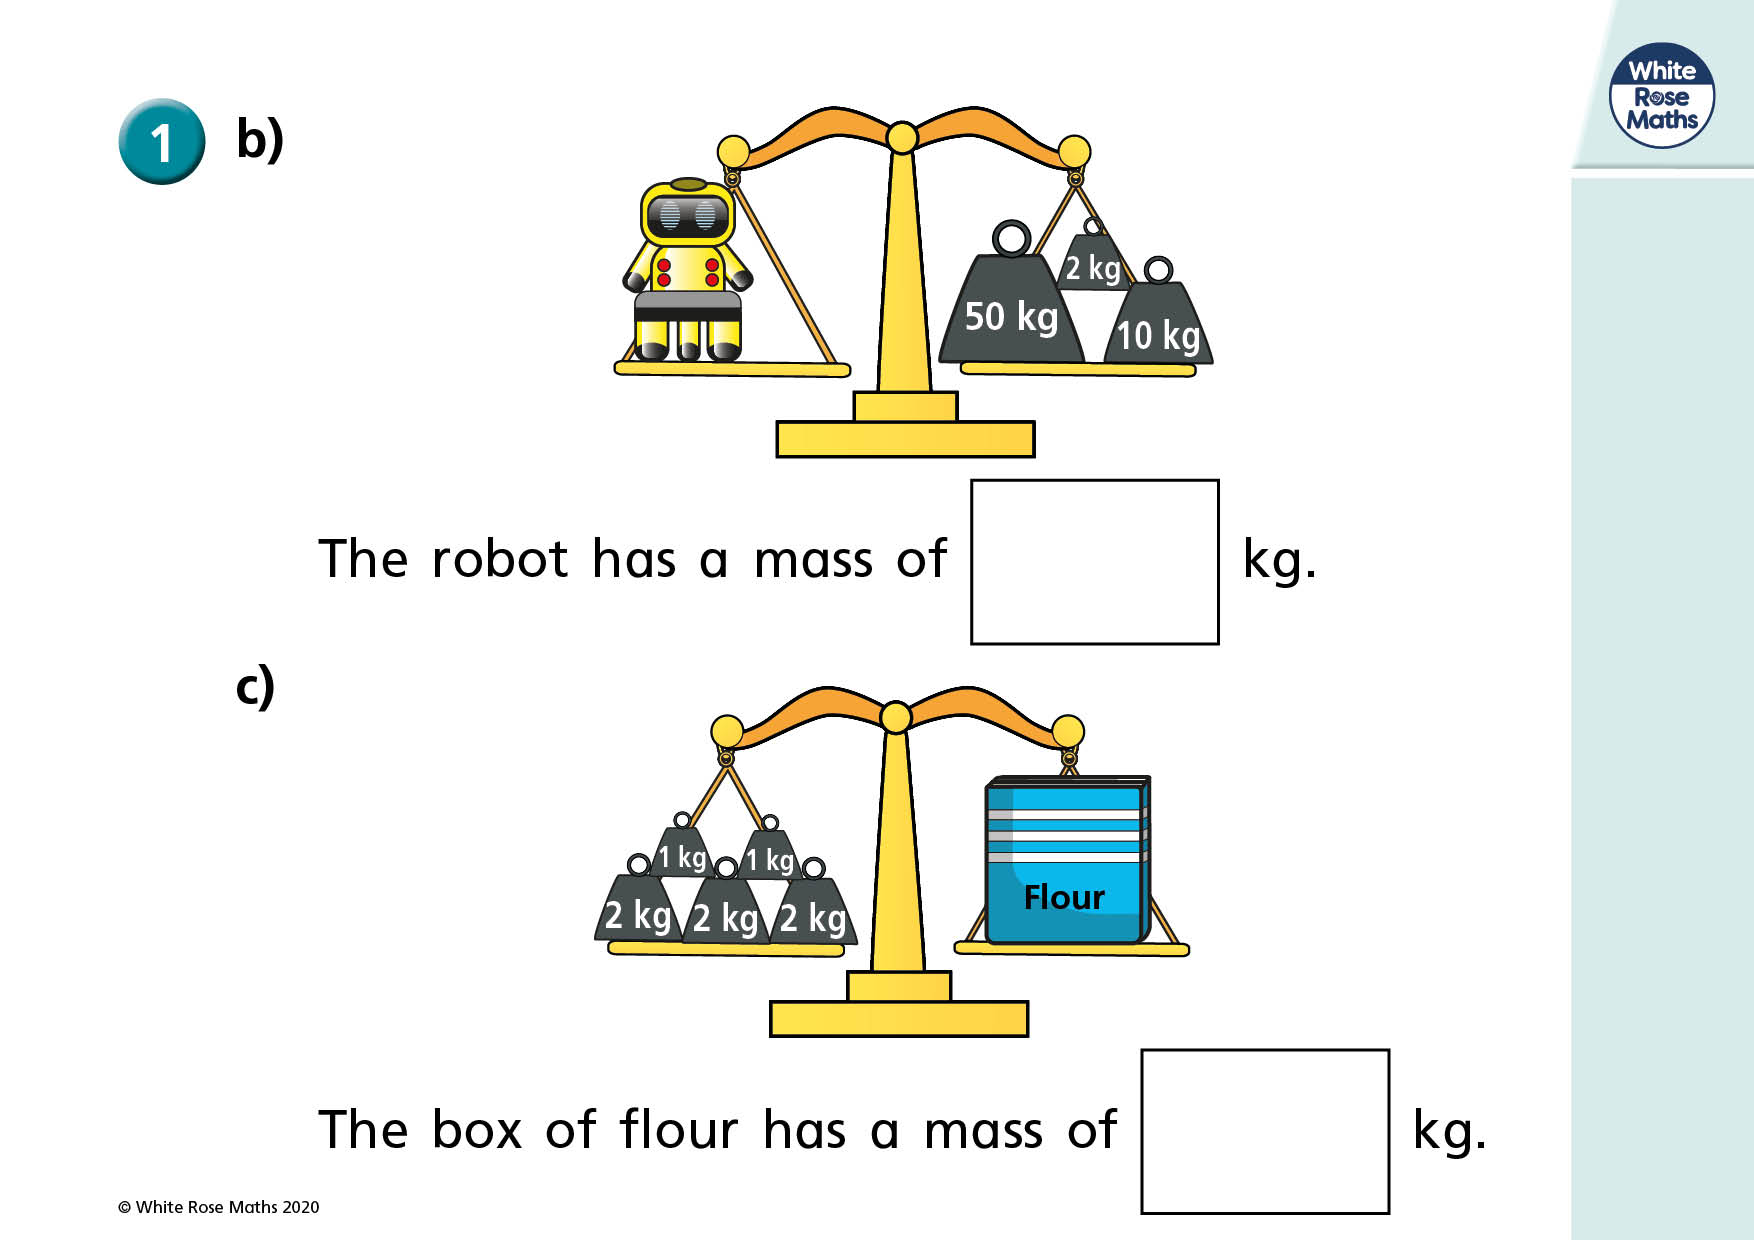 White
Rose
Maths
1 b)
2 kg
50 kg
10 kg
The robot has a mass of kg.
c)
1 kg 1 kg
2 kg 2 kg 2 kg
Flour
The box of flour has a mass of kg.
© White Rose Maths 2020